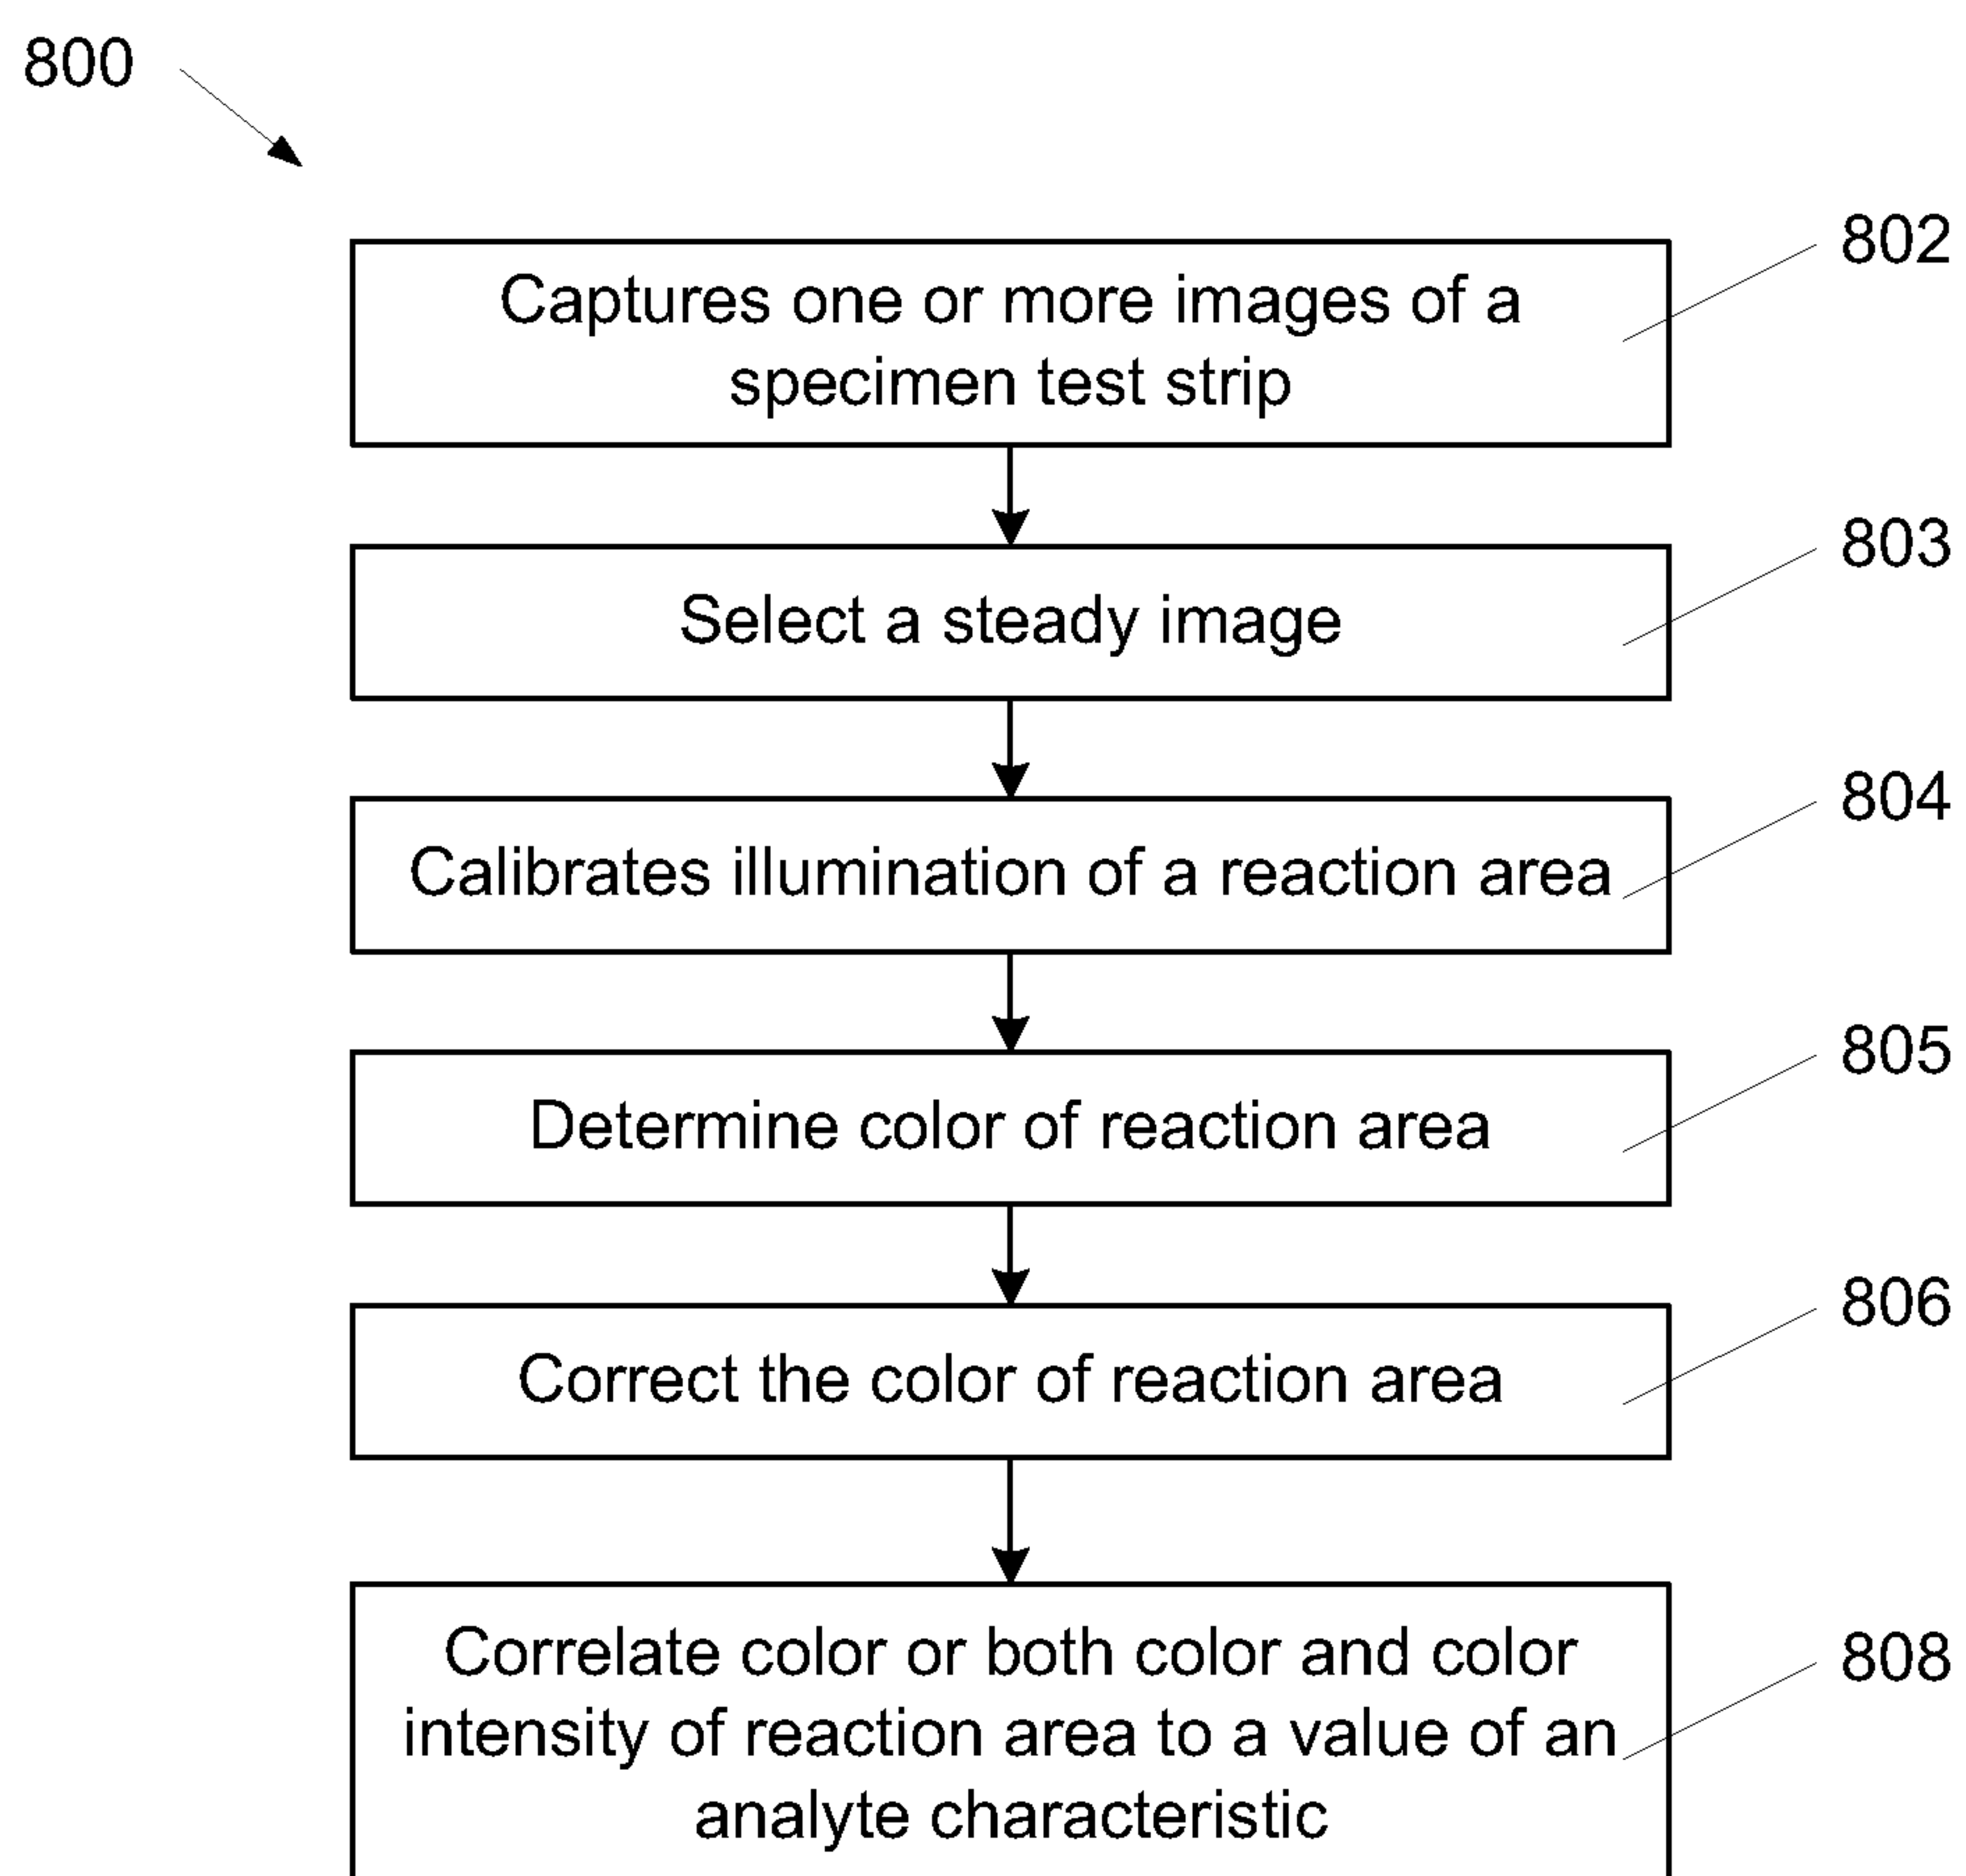 800
802
Captures one or more images of a
specimen test strip
803
Select a steady image
804
Calibrates illumination of a reaction area
805
Determine color of reaction area
806
Correct the color of reaction area
808
Correlate color or both color and color
intensity of reaction area to a value of an
analyte characteristic